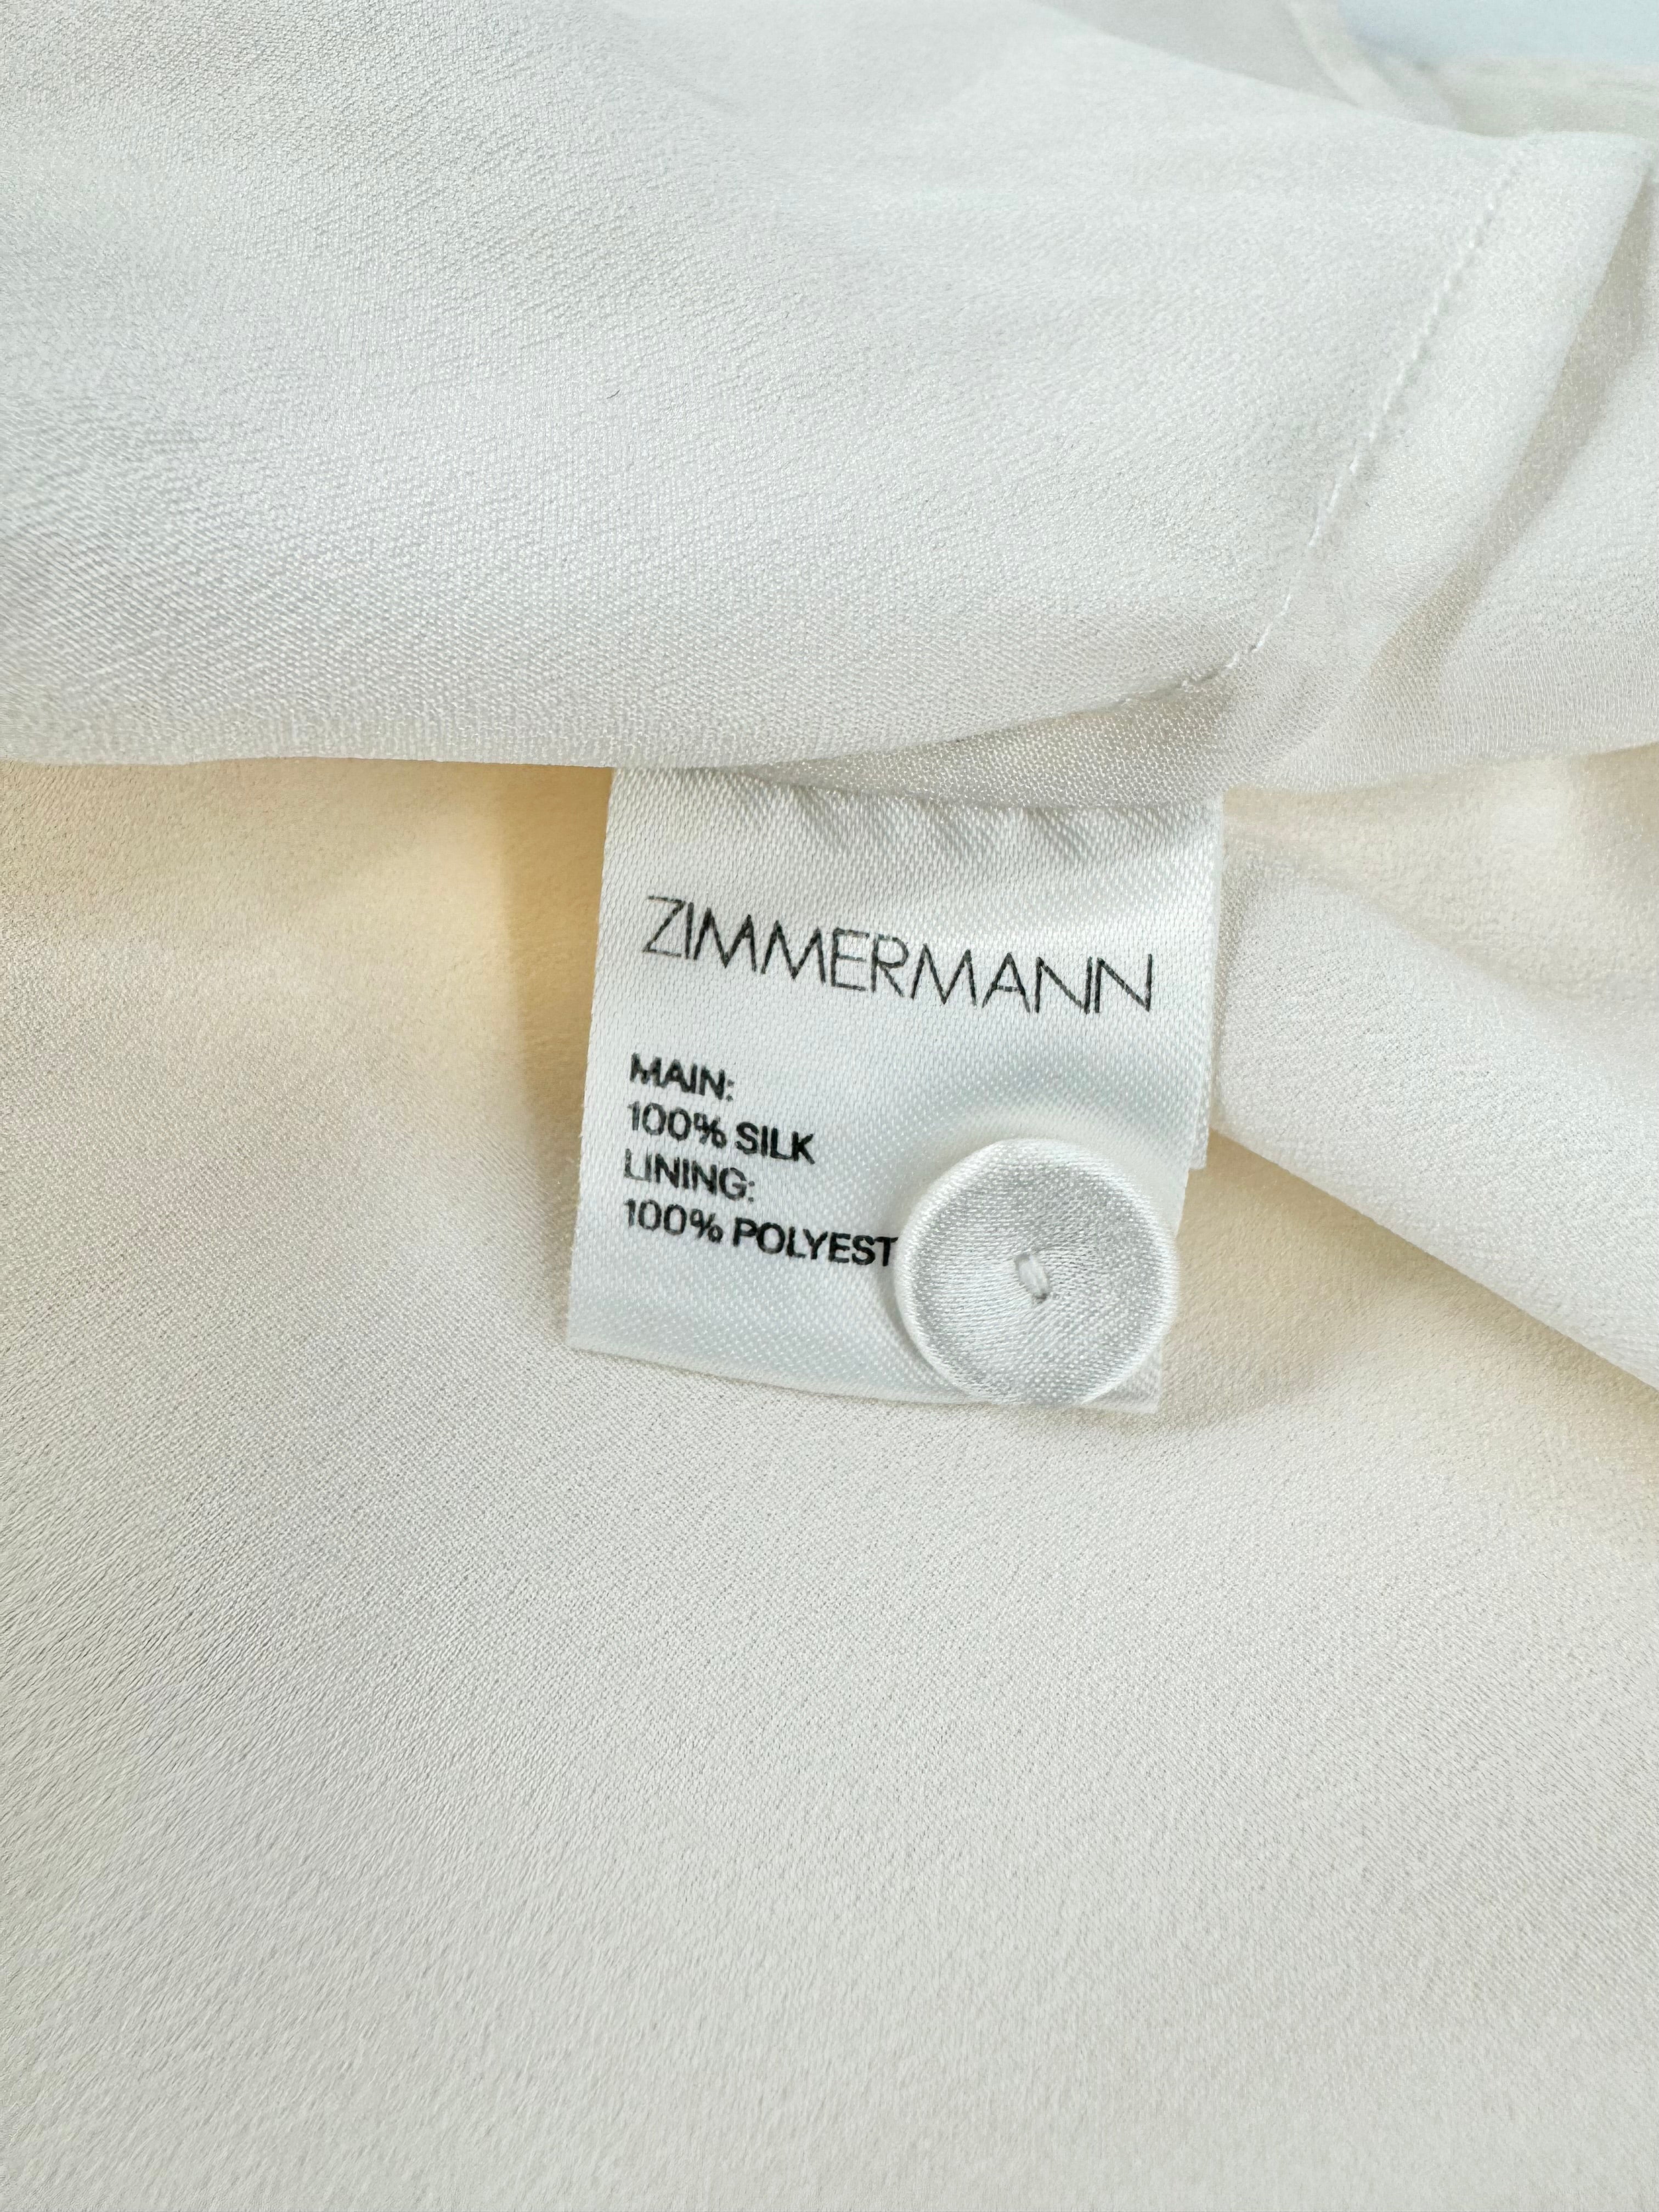 ZIMMERMANN
MAIN:
100% SILK
LINING:
100% POLYEST